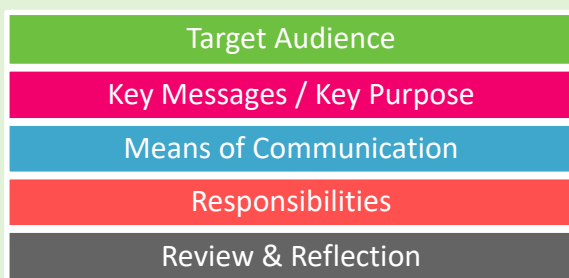 Target Audience
Key Messages / Key Purpose
Means of Communication
Responsibilities
Review & Reflection